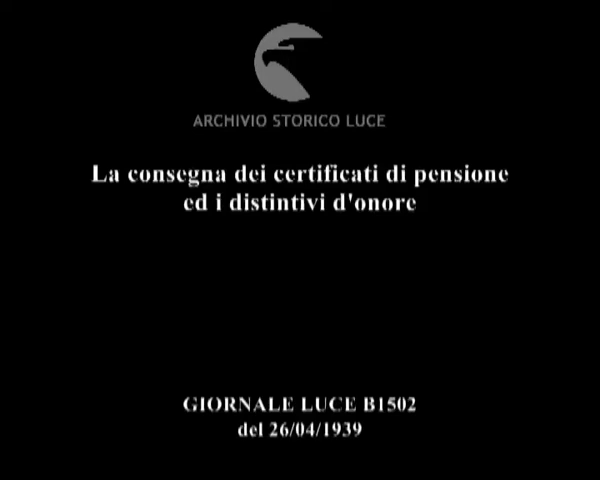 ARCHIVIO STORICO LUCE
La consegna dei certificati di pensione
ed i distintivi d'onore
GIORNALE LUCE B1502
del 26/04/1939